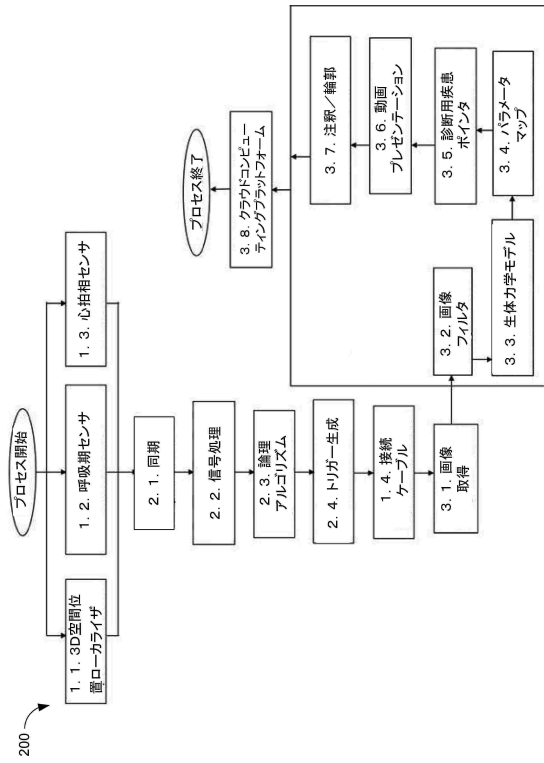 200
プロセス開始
1. 1. 3D空間位
置ローカライザ
1. 2. 呼吸期センサ
1. 3. 心拍相センサ
2. 1. 同期
2. 2. 信号処理
2. 3. 論理
アルゴリズム
2. 4. トリガー生成
1. 4. 接続
ケーブル
3. 1. 画像
取得
3. 2. 画像
フィルタ
3. 3. 生体力学モデル
3. 4. パラメータ
マップ
3. 5. 診断用疾患
ポインタ
3. 6. 動画
プレゼンテーション
3. 7. 注釈／輪郭
3. 8. クラウドコンピュー
ティングプラットフォーム
プロセス終了